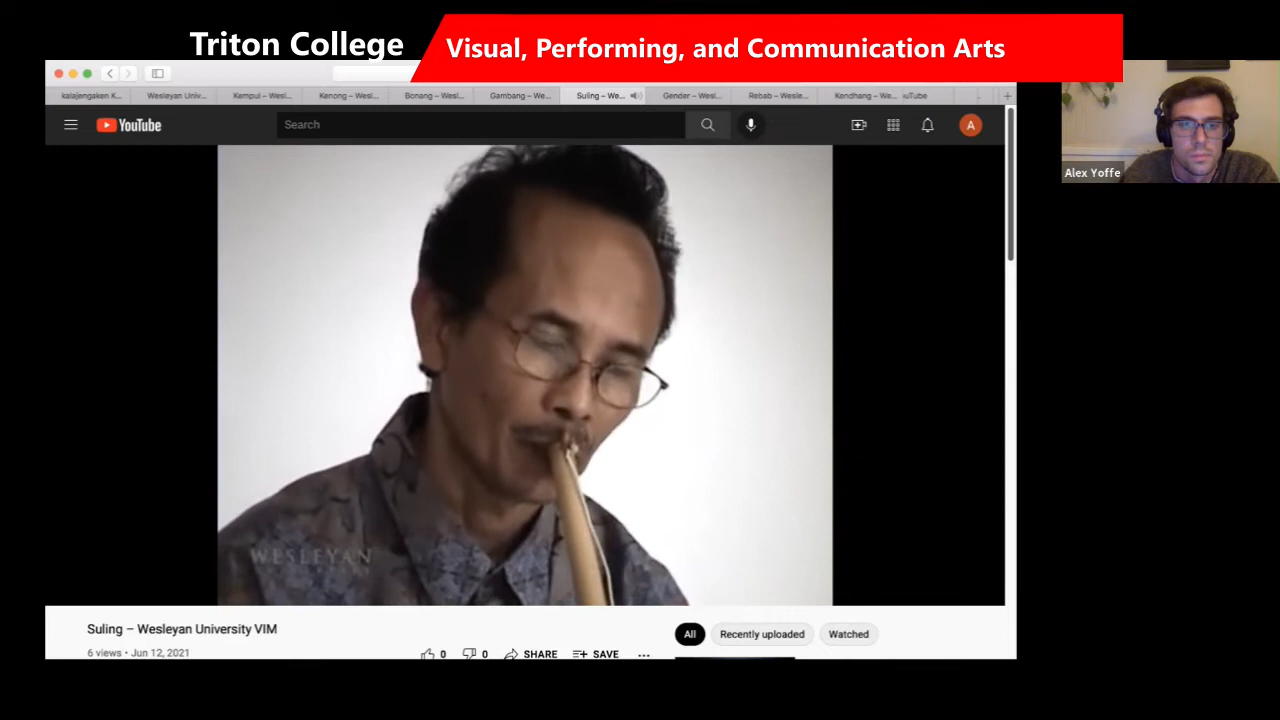 Triton College
Visual, Performing, and Communication Arts
kalajengaken K... Wesleyan Univ... Kempul – Wesl... Kenong – Wesl... Bonang – Wesl... Gambang – We... Suling – We... Gender – Wesl... Rebab – Wesle... Kendhang – We... uTube
YouTube
Search
A
Alex Yoffe
WESLEYAN
Suling – Wesleyan University VIM
6 views • Jun 12, 2021
0 0 SHARE SAVE ...
All Recently uploaded Watched